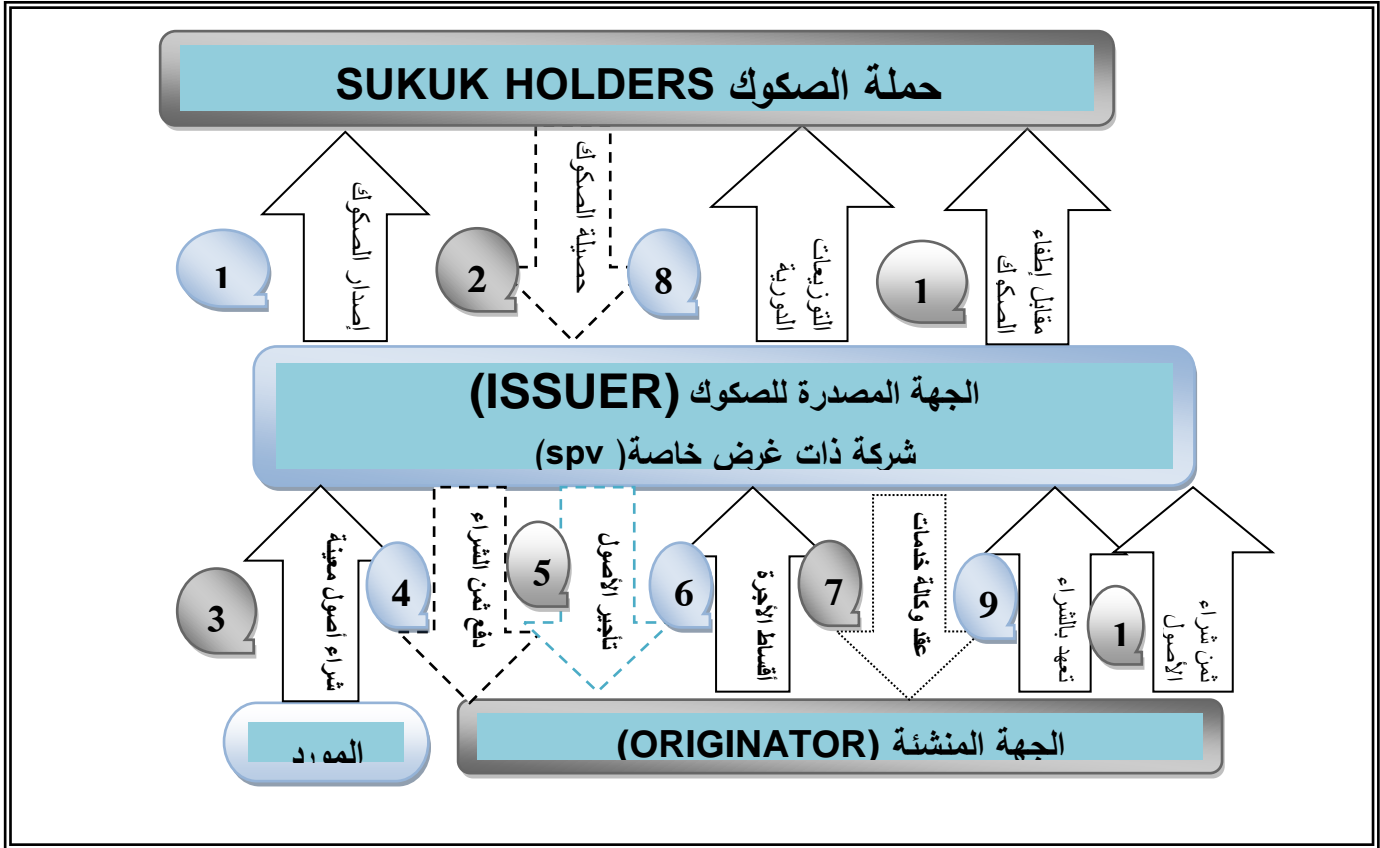 حملة الصكوك SUKUK HOLDERS
إصدار الصكوك
1
حصيلة الصكوك
2
8
التوزيعات
الدورية
1
مقابل إطفاء
الصكوك
الجهة المصدرة للصكوك (ISSUER)
شركة ذات غرض خاصة( spv)
3
شراء أصول معينة
4
دفع ثمن الشراء
5
تأجير الأصول
6
أقساط الأجرة
7
عقد وكالة خدمات
9
تعهد بالشراء
1
ثمن شراء
الأصول
المورد
الجهة المنشئة (ORIGINATOR)